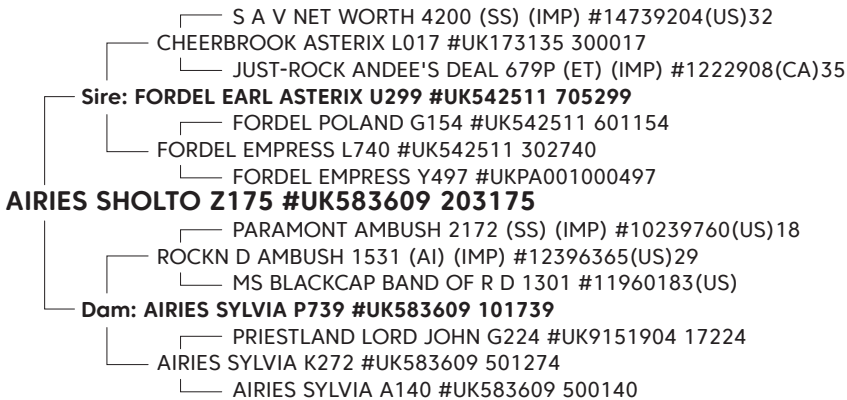 S A V NET WORTH 4200 (SS) (IMP) #14739204(US)32
CHEERBROOK ASTERIX L017 #UK173135 300017
JUST-ROCK ANDEE'S DEAL 679P (ET) (IMP) #1222908(CA)35
Sire: FORDEL EARL ASTERIX U299 #UK542511 705299
FORDEL POLAND G154 #UK542511 601154
FORDEL EMPRESS L740 #UK542511 302740
FORDEL EMPRESS Y497 #UKPA001000497
AIRIES SHOLTO Z175 #UK583609 203175
PARAMONT AMBUSH 2172 (SS) (IMP) #10239760(US)18
ROCKN D AMBUSH 1531 (AI) (IMP) #12396365(US)29
MS BLACKCAP BAND OF R D 1301 #11960183(US)
Dam: AIRIES SYLVIA P739 #UK583609 101739
PRIESTLAND LORD JOHN G224 #UK9151904 17224
AIRIES SYLVIA K272 #UK583609 501274
AIRIES SYLVIA A140 #UK583609 500140